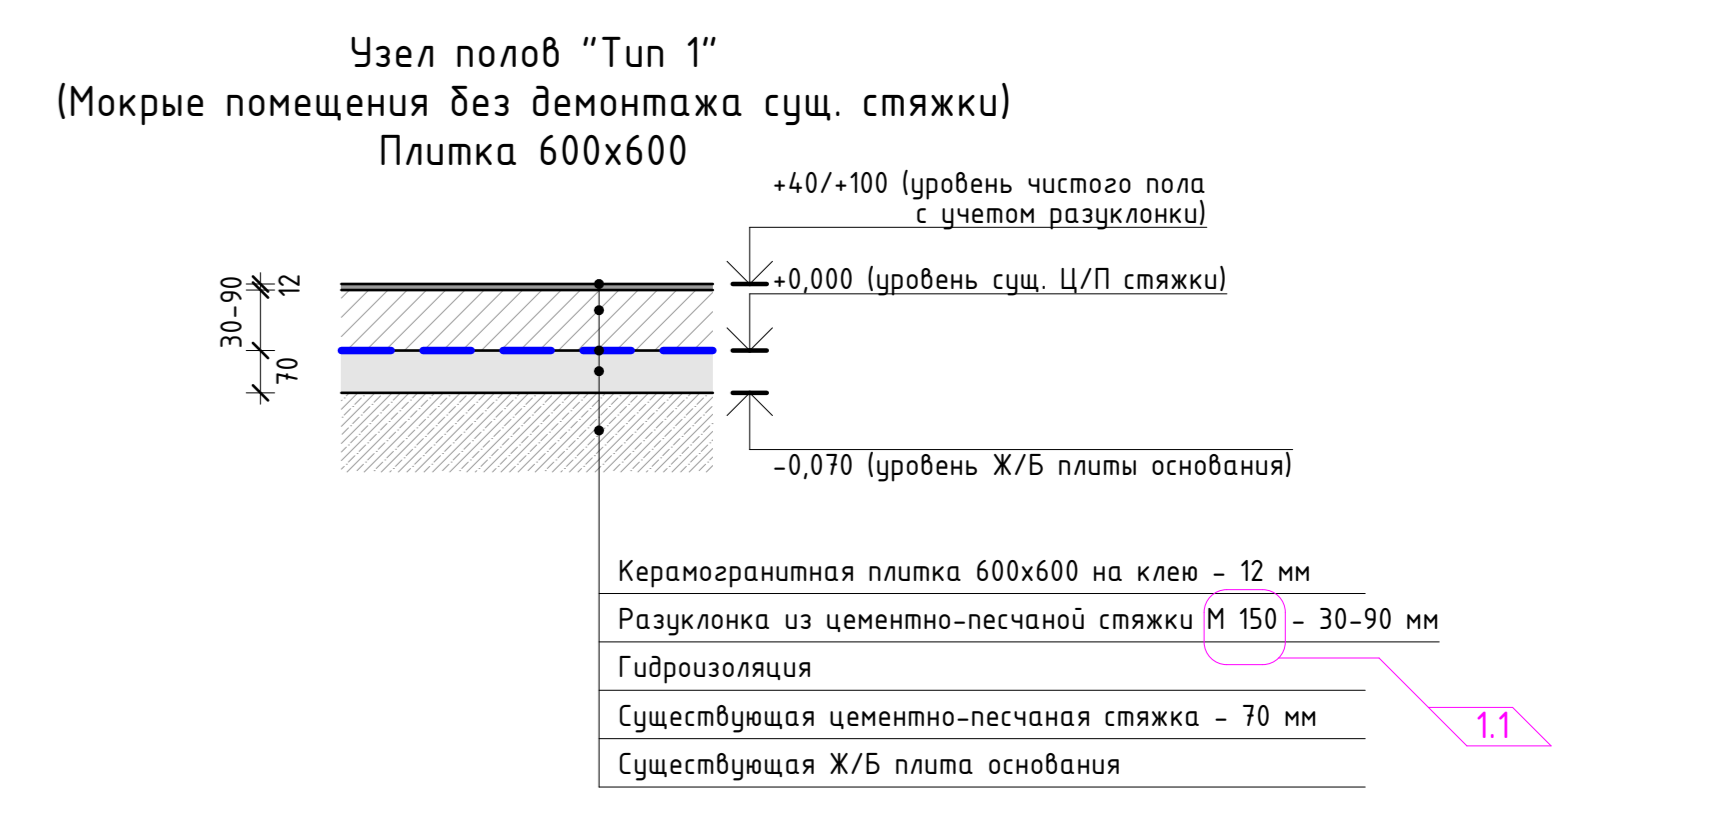 Узел полов "Тип 1"
(Мокрые помещения без демонтажа сущ. стяжки)
Плитка 600х600
+40/+100 (уровень чистого пола
с учетом разуклонки)
+0,000 (уровень сущ. Ц/П стяжки)
30-90
12
70
-0,070 (уровень Ж/Б плиты основания)
Керамогранитная плитка 600х600 на клею - 12 мм
Разуклонка из цементно-песчаной стяжки М 150 - 30-90 мм
Гидроизоляция
Существующая цементно-песчаная стяжка - 70 мм
1.1
Существующая Ж/Б плита основания